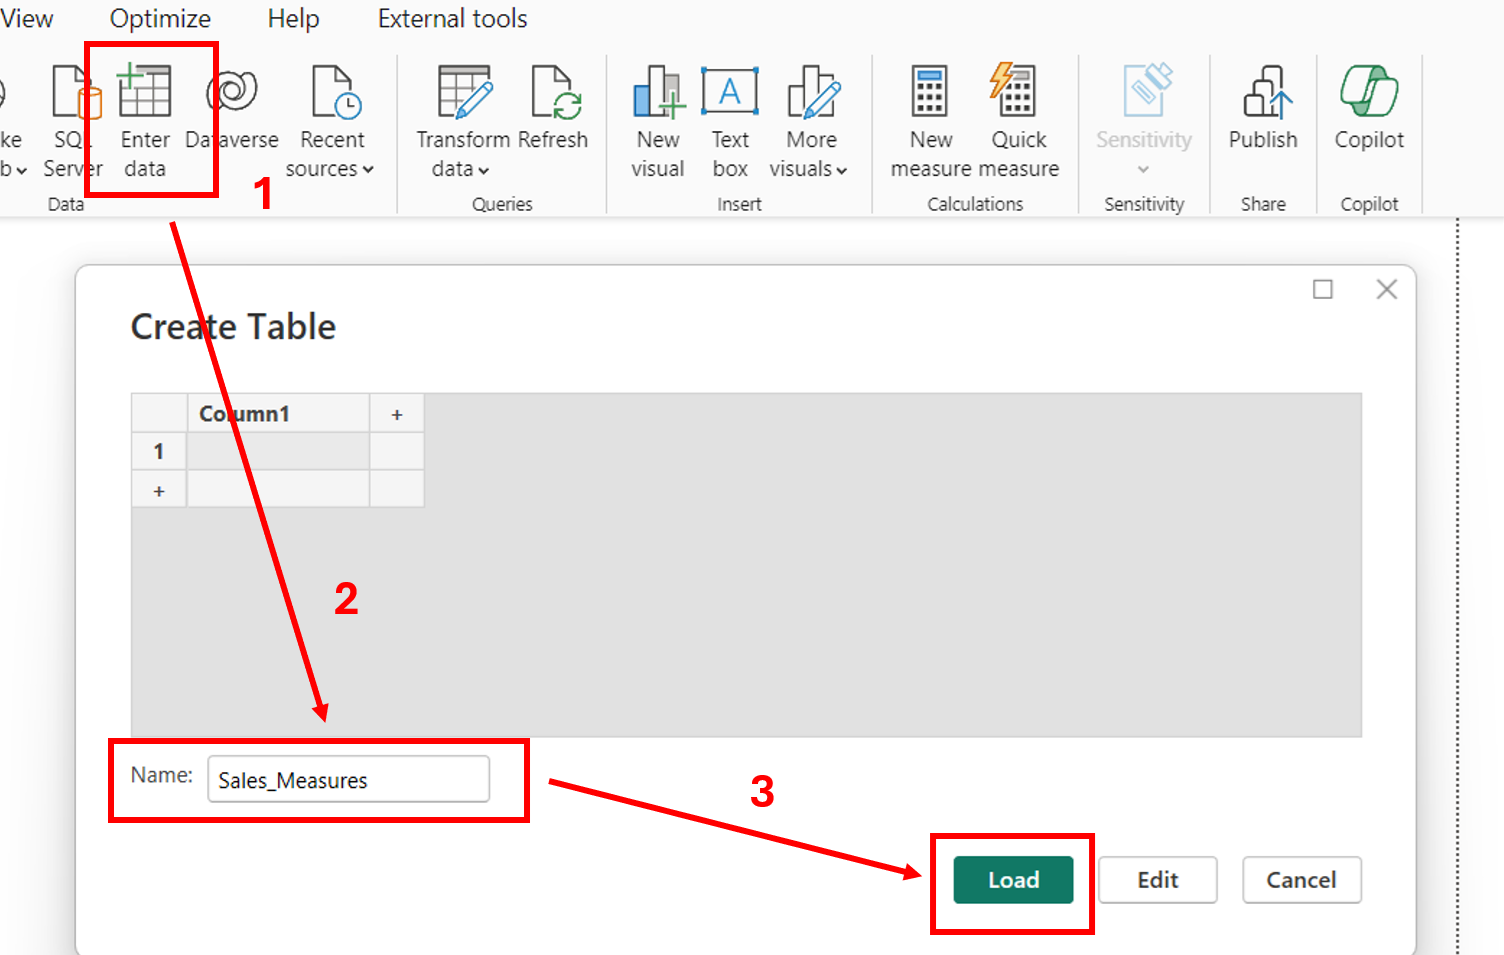 View Optimize Help External tools
ke SQL Enter Dataverse Recent Transform Refresh New Text More New Quick Sensitivity Publish Copilot
b Server data sources data visual box visuals measure measure
Data Queries Insert Calculations Sensitivity Share Copilot
1
Create Table
Column1 +
1
+
2
Name: Sales_Measures
3
Load Edit Cancel